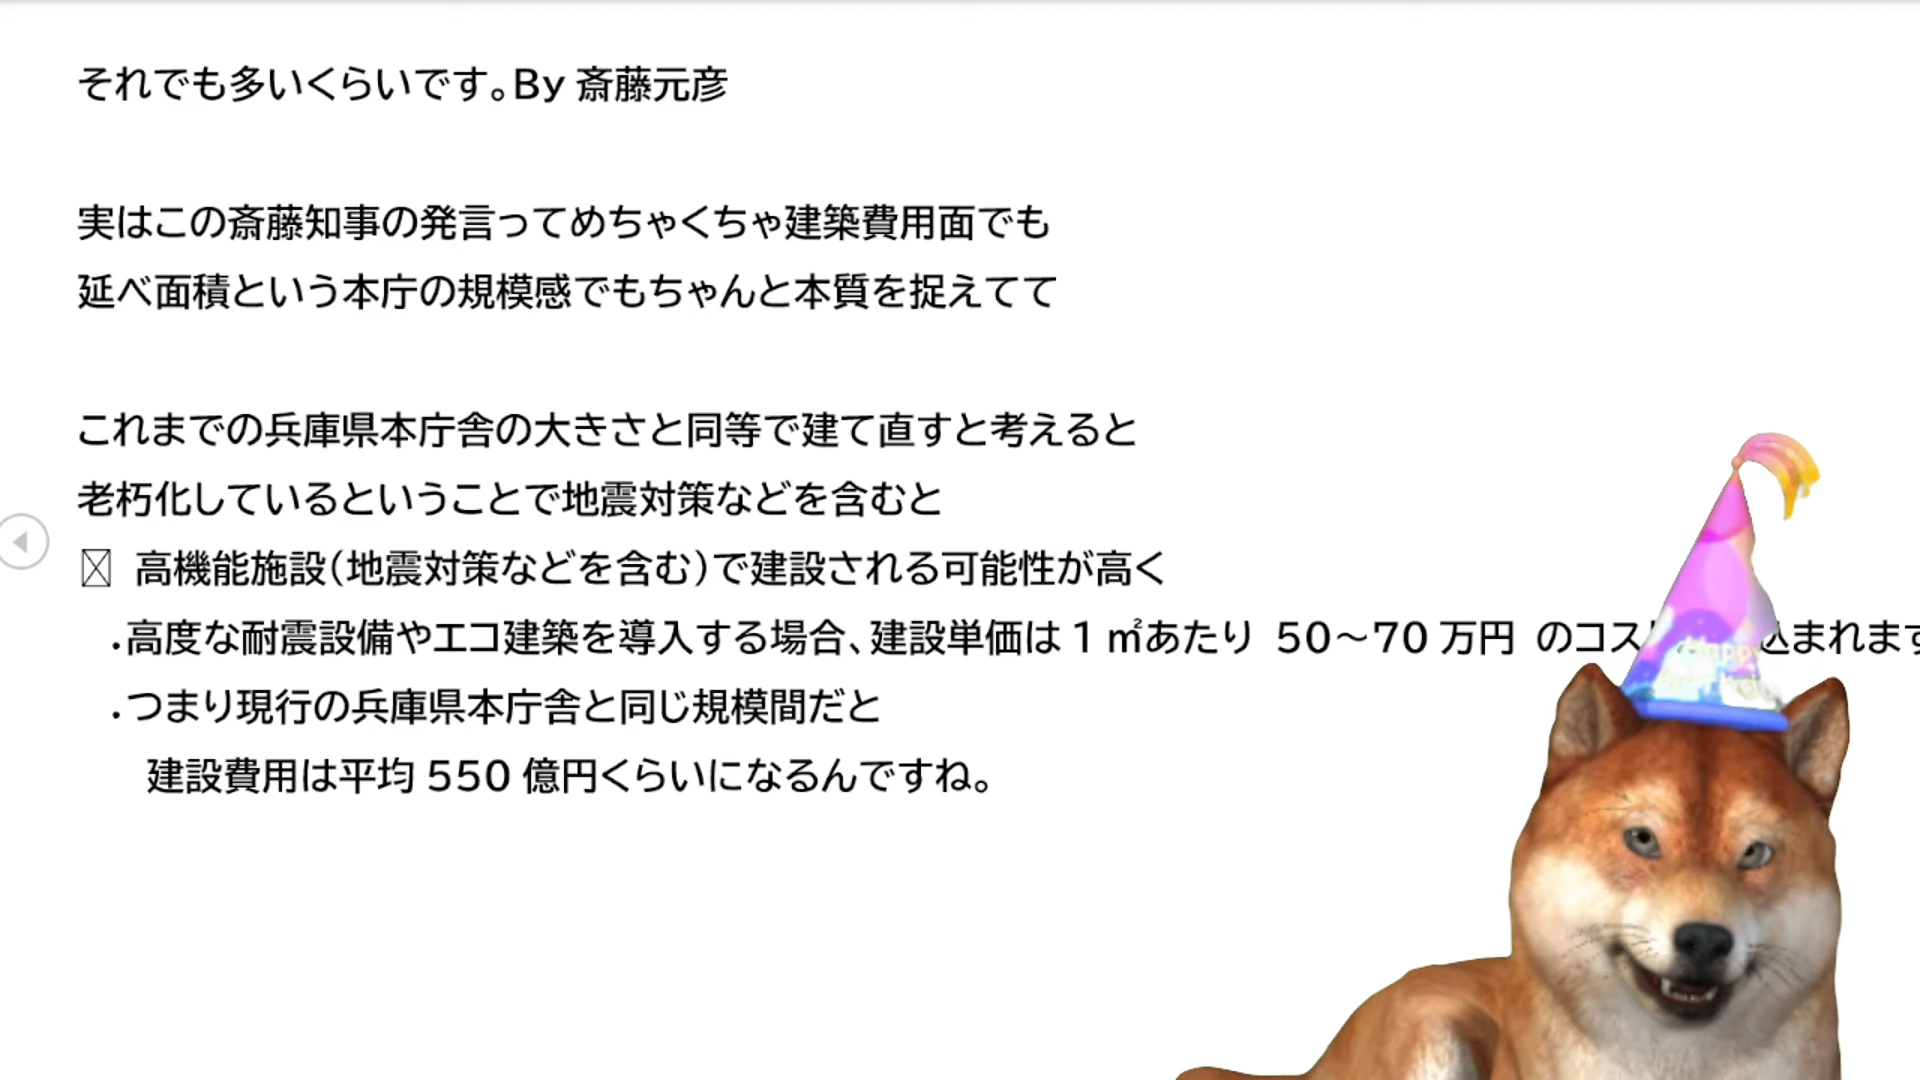 それでも多いくらいです。By 斎藤元彦
実はこの斎藤知事の発言ってめちゃくちゃ建築費用面でも
延べ面積という本庁の規模感でもちゃんと本質を捉えてて
これまでの兵庫県本庁舎の大きさと同等で建て直すと考えると
老朽化しているということで地震対策などを含むと
高機能施設(地震対策などを含む)で建設される可能性が高く
.高度な耐震設備やエコ建築を導入する場合、建設単価は1㎡あたり 50～70万円 のコス 込まれます
.つまり現行の兵庫県本庁舎と同じ規模間だと
建設費用は平均550億円くらいになるんですね。
Happy